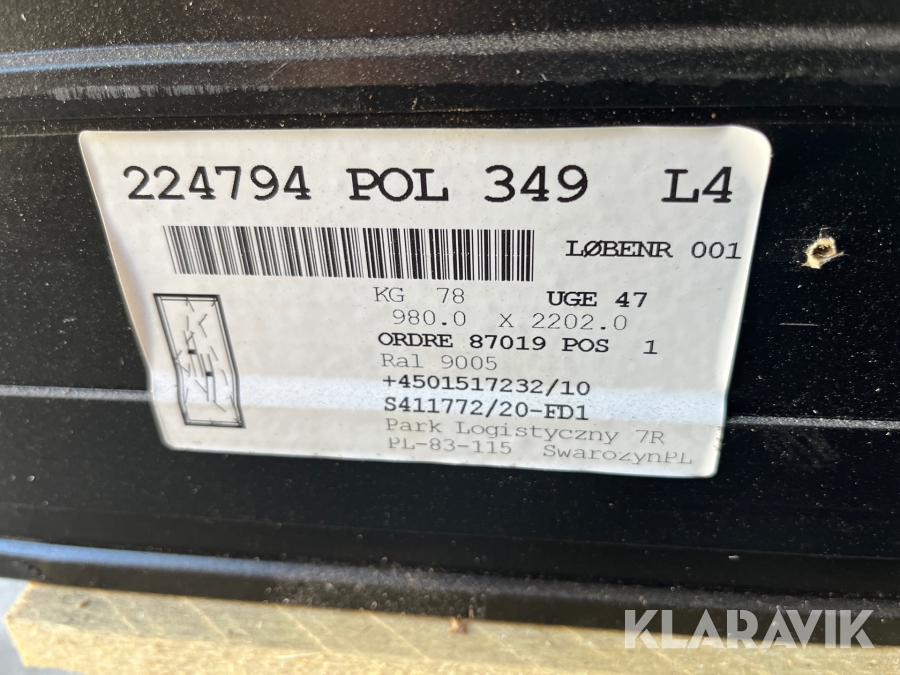 224794 POL 349 L4
LØBENR 001
KG 78 UGE 47
980.0 X 2202.0
ORDRE 87019 POS 1
Ral 9005
+4501517232/10
S411772/20-FD1
Park Logistyczny 7R
PL-83-115 SwarozynPL
KLARAVIK